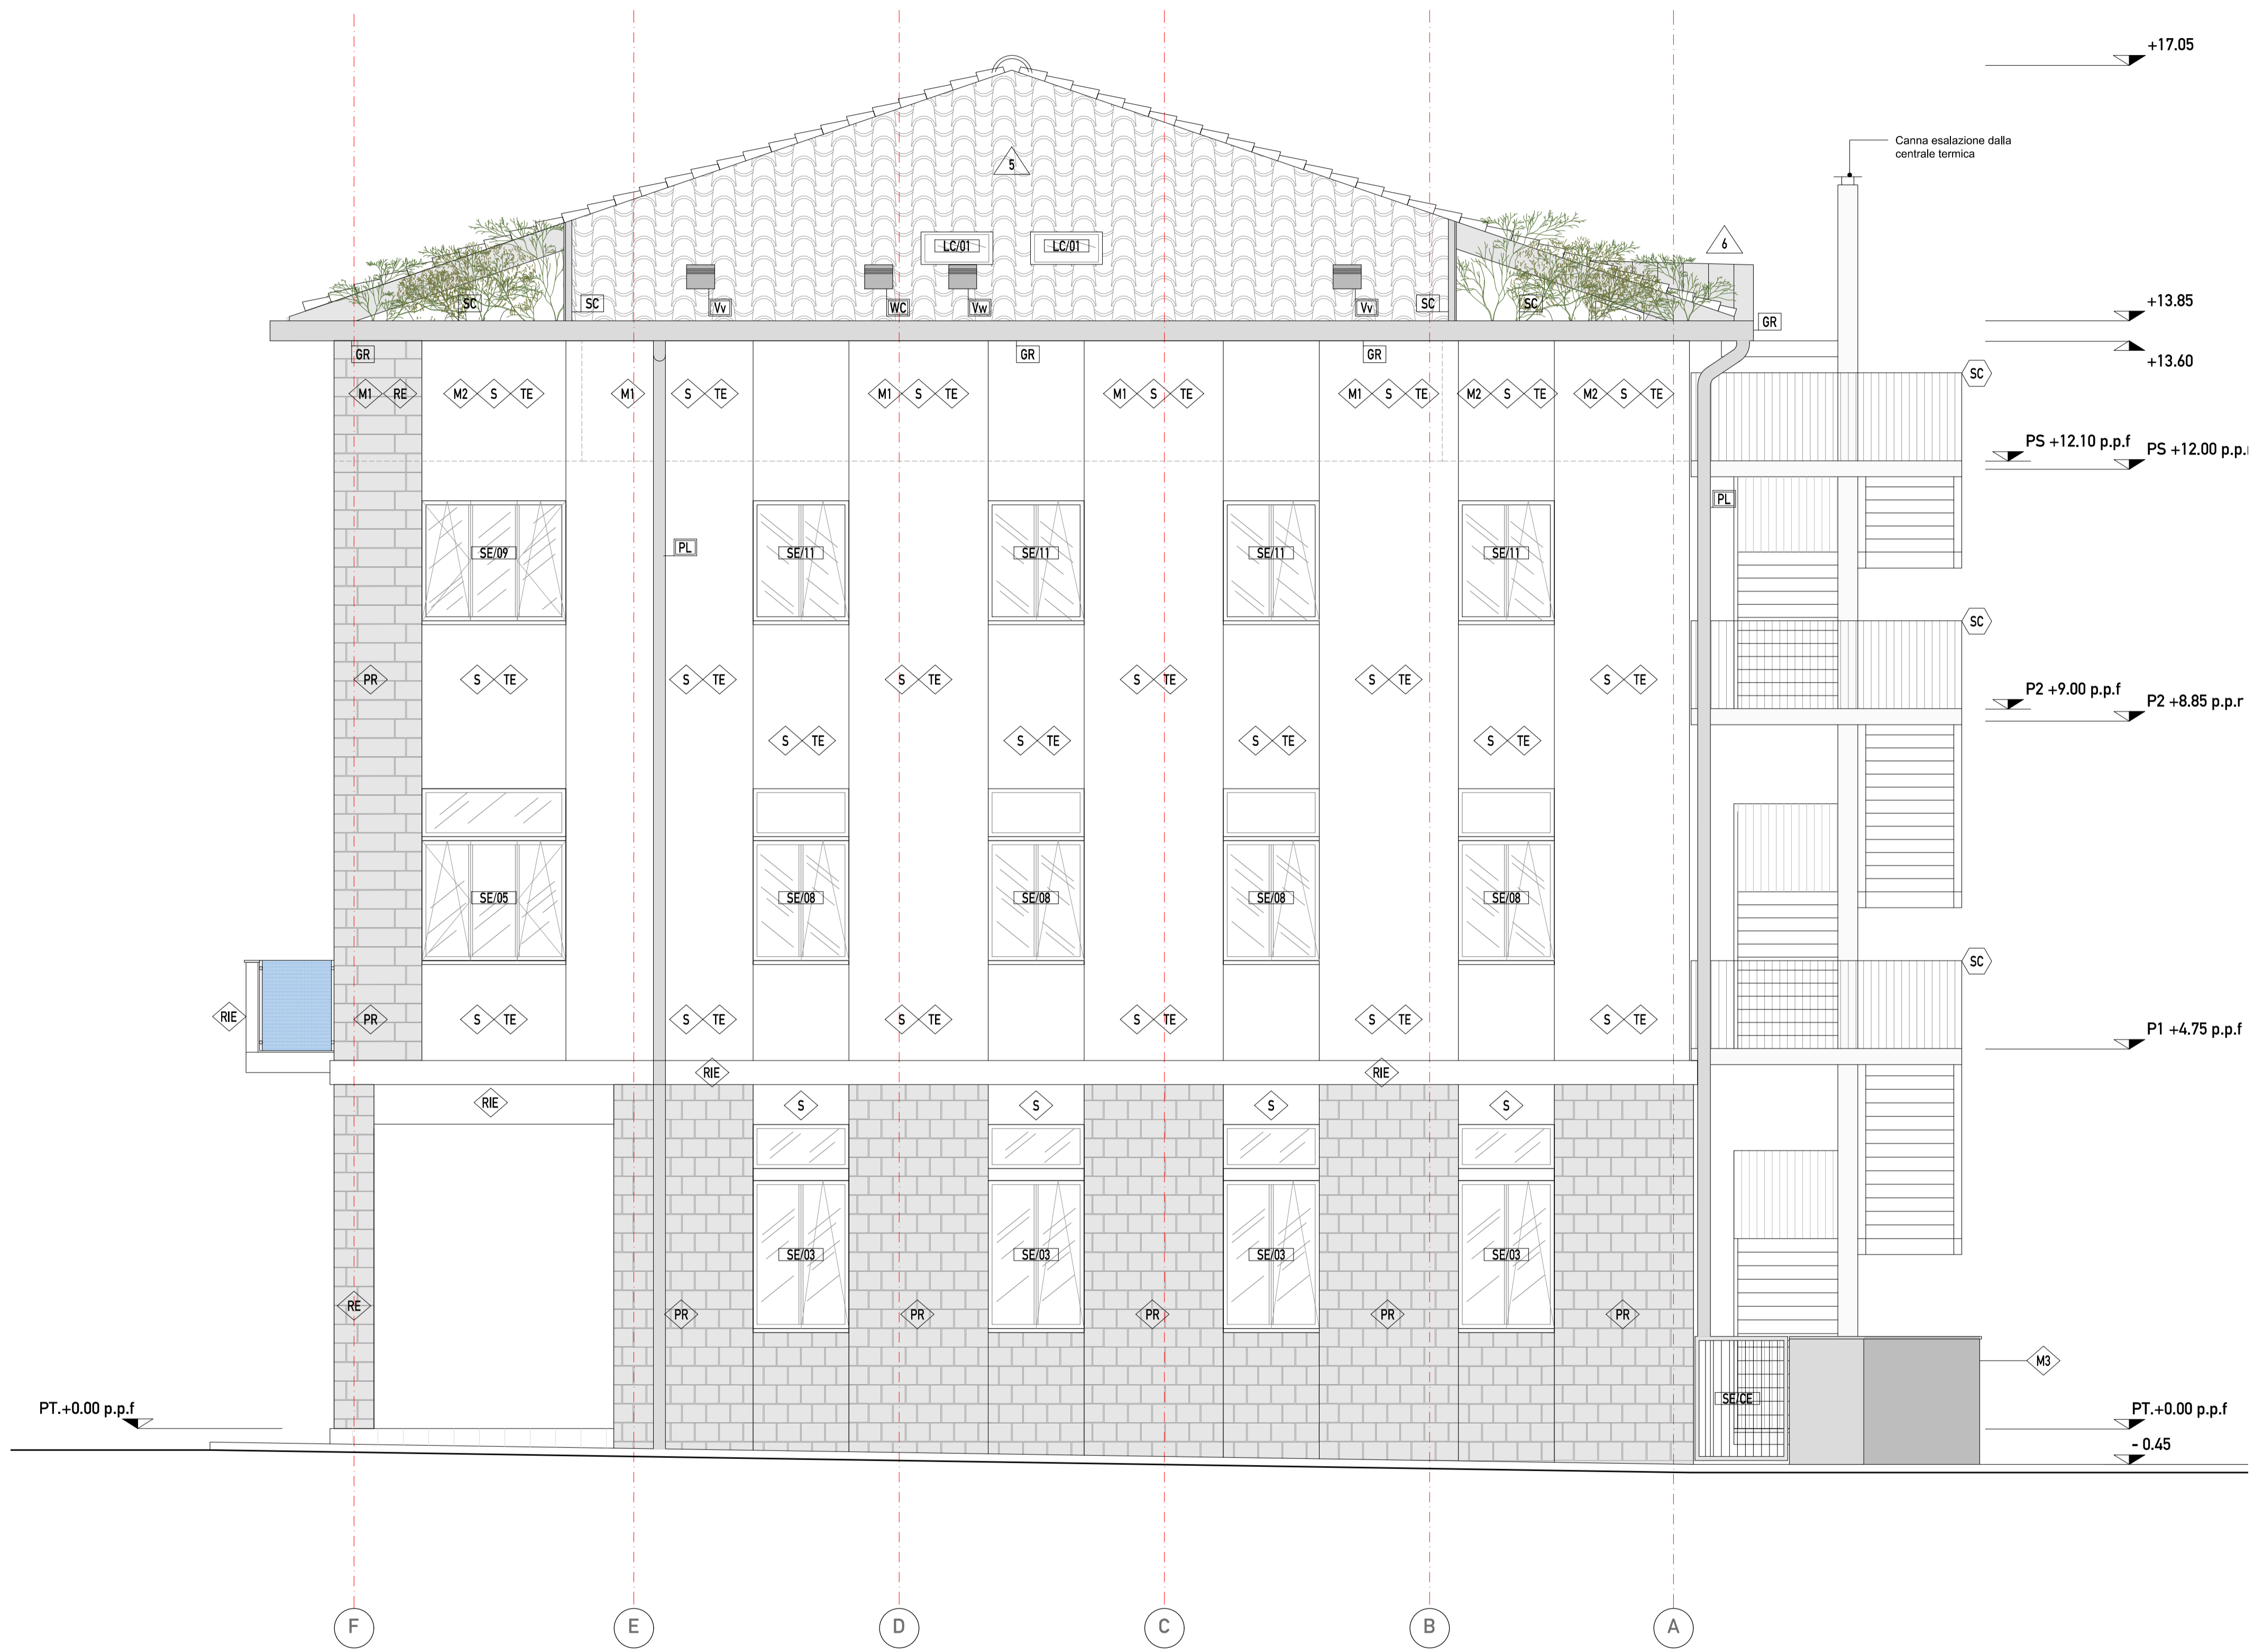 +17.05
Canna esalazione dalla
centrale termica
5
6
LC/01 LC/01
SC SC SC SC
+13.85
Vv WC Vw Vv
GR
GR GR GR
+13.60
SC
M1 RE M2 S TE M1 S TE M1 S TE M1 S TE M1 S TE M2 S TE M2 S TE
PS +12.10 p.p.f
PS +12.00 p.p.
PL
PL
SE/09 SE/11 SE/11 SE/11 SE/11
SC
PR S TE S TE S TE S TE S TE S TE
P2 +9.00 p.p.f
P2 +8.85 p.p.r
S TE S TE S TE S TE
SE/05 SE/08 SE/08 SE/08 SE/08
SC
RIE PR S TE S TE S TE S TE S TE S TE
P1 +4.75 p.p.f
RIE RIE
RIE S S S S
SE/03 SE/03 SE/03 SE/03
RE PR PR PR PR PR
M3
SE/CE
PT.+0.00 p.p.f PT.+0.00 p.p.f
- 0.45
F E D C B A